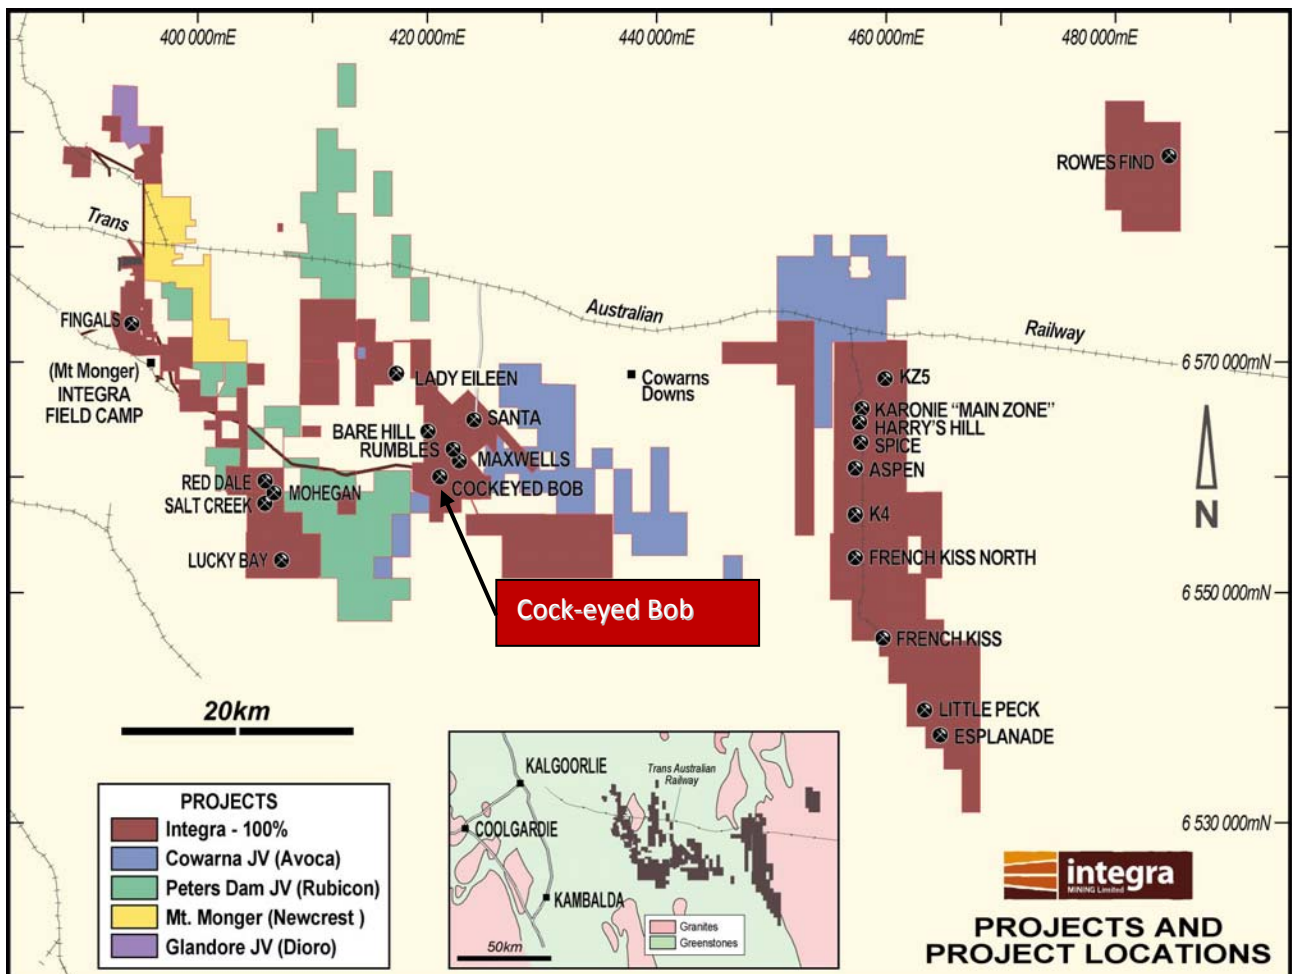 400 000mE
420 000mE
440 000mE
460 000mE
480 000mE
ROWES FIND
Trans
Australian
Railway
FINGALS
(Mt Monger)
INTEGRA
FIELD CAMP
LADY EILEEN
Cowarns
Downs
6 570 000mN
KZ5
SANTA
BARE HILL
RUMBLES
MAXWELLS
COCKEYED BOB
KARONIE "MAIN ZONE"
HARRY'S HILL
SPICE
ASPEN
RED DALE
MOHEGAN
SALT CREEK
K4
N
LUCKY BAY
FRENCH KISS NORTH
6 550 000mN
Cock-eyed Bob
FRENCH KISS
LITTLE PECK
ESPLANADE
20km
PROJECTS
Integra - 100%
Cowarna JV (Avoca)
Peters Dam JV (Rubicon)
Mt. Monger (Newcrest )
Glandore JV (Dioro)
KALGOORLIE
Trans Australian
Railway
COOLGARDIE
KAMBALDA
50km
Granites
Greenstones
6 530 000mN
integra
MINING Limited
PROJECTS AND
PROJECT LOCATIONS